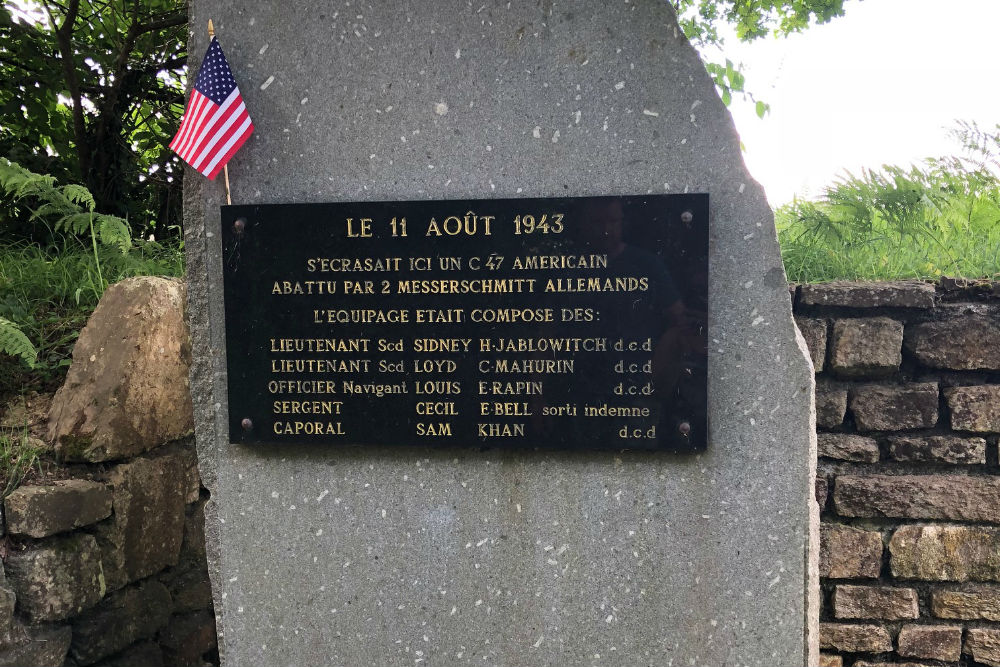 LE 11 AOÛT 1943
S'ECRASAIT ICI UN C 47 AMERICAIN
ABATTU PAR 2 MESSERSCHMITT ALLEMANDS
L'EQUIPAGE ETAIT COMPOSE DES:
LIEUTENANT Scd SIDNEY H·JABLOWITCH d.c.d
LIEUTENANT Scd LOYD C·MAHURIN d.c.d
OFFICIER Navigant LOUIS E·RAPIN d.c.d
SERGENT CECIL E·BELL sorti indemne
CAPORAL SAM KHAN d.c.d